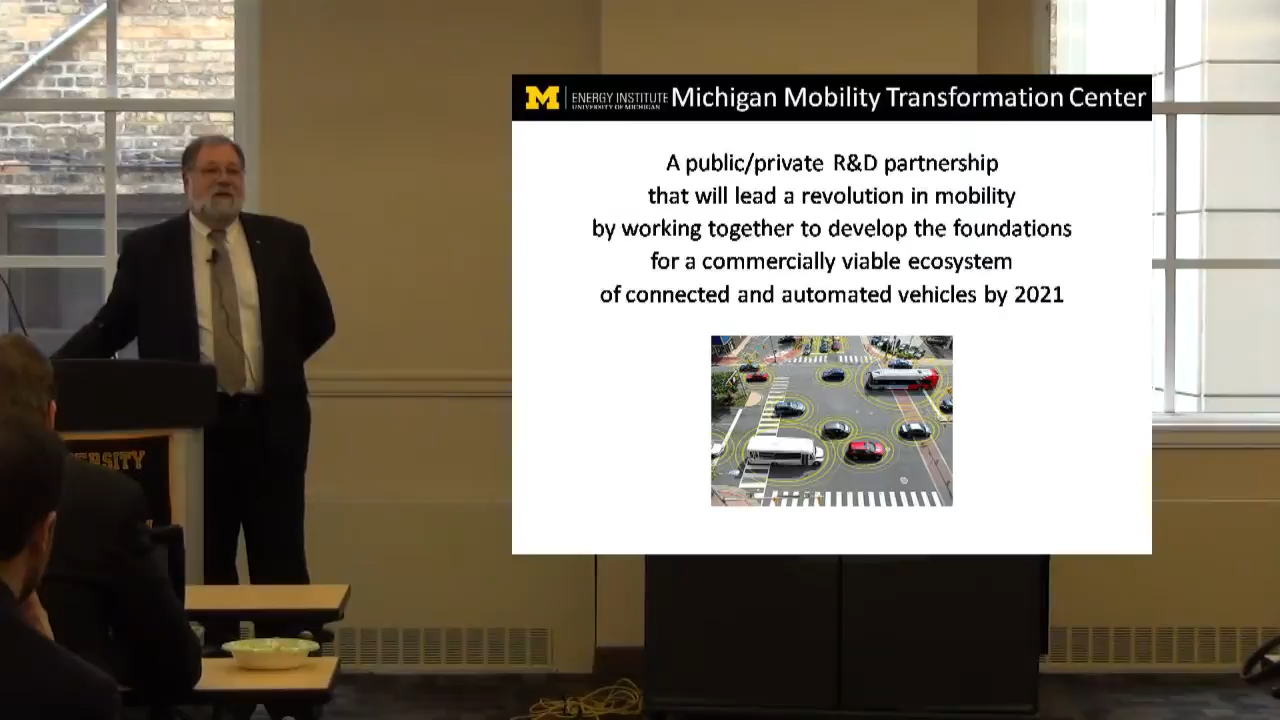 M ENERGY INSTITUTE Michigan Mobility Transformation Center
UNIVERSITY OF MICHIGAN
A public/private R&D partnership
that will lead a revolution in mobility
by working together to develop the foundations
for a commercially viable ecosystem
of connected and automated vehicles by 2021
ERSITY